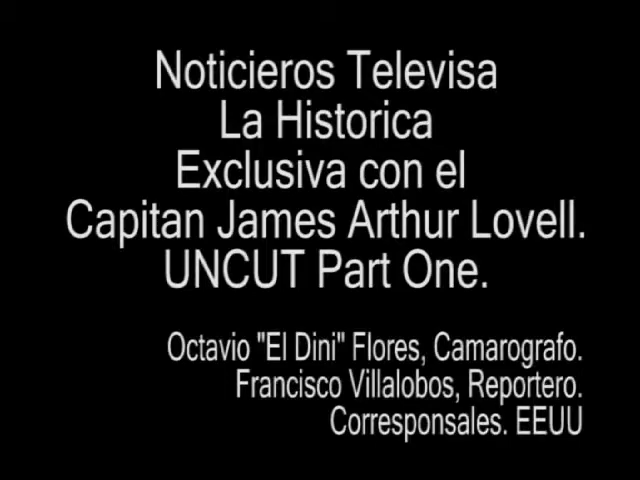 Noticieros Televisa
La Historica
Exclusiva con el
Capitan James Arthur Lovell.
UNCUT Part One.
Octavio "El Dini" Flores, Camarografo.
Francisco Villalobos, Reportero.
Corresponsales. EEUU